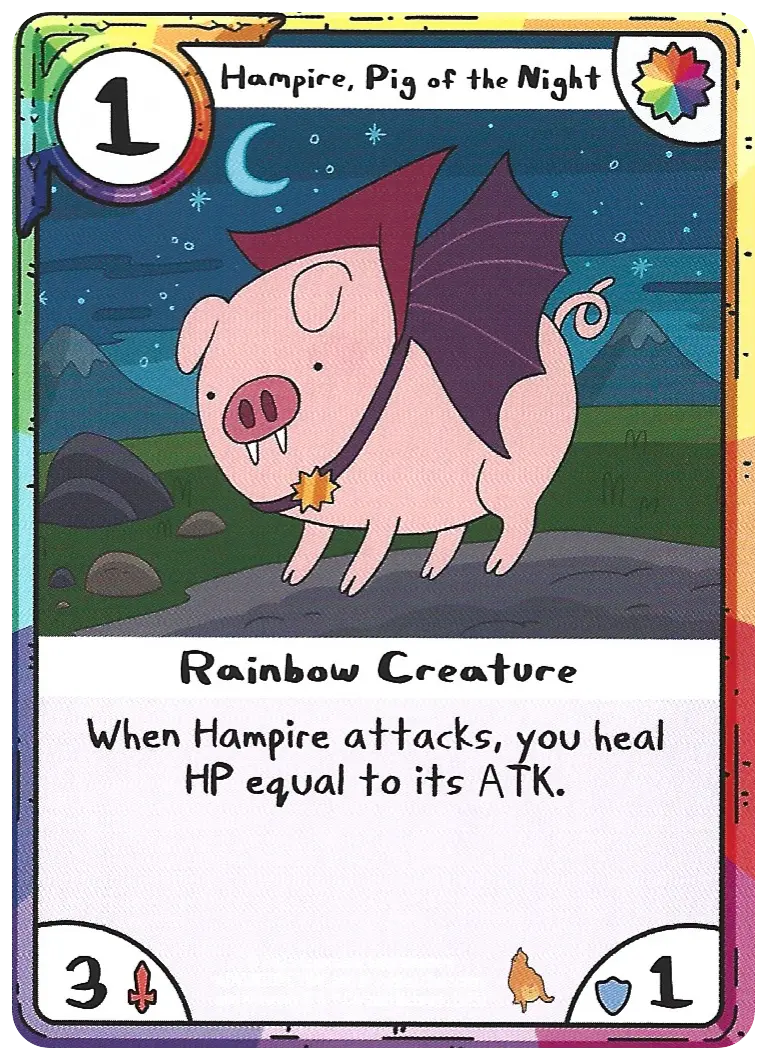 1
Hampire, Pig of the Night
Rainbow Creature
When Hampire attacks, you heal
HP equal to its ATK.
3
1